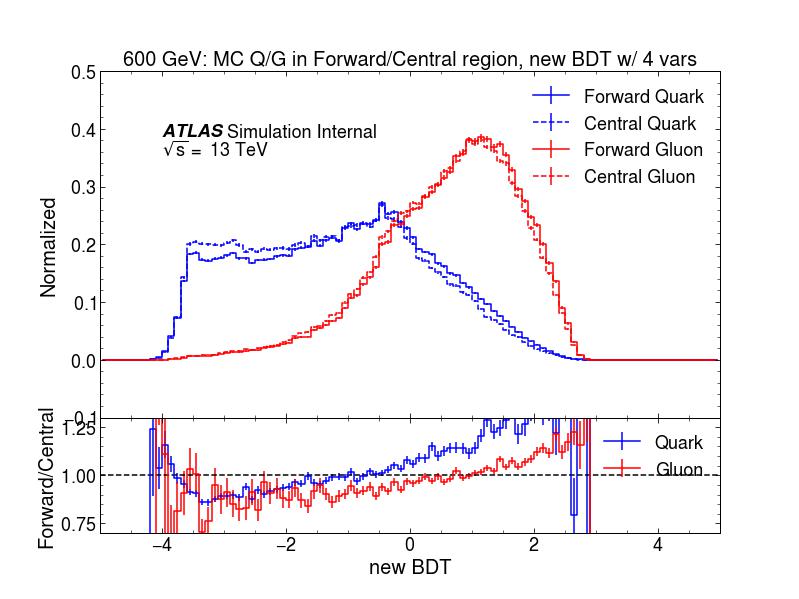 600 GeV: MC Q/G in Forward/Central region, new BDT w/ 4 vars
0.5
0.4
0.3
0.2
0.1
0.0
−0.1
Normalized
ATLAS Simulation Internal
√s = 13 TeV
Forward Quark
Central Quark
Forward Gluon
Central Gluon
1.25
1.00
0.75
Forward/Central
Quark
Gluon
−4 −2 0 2 4
new BDT